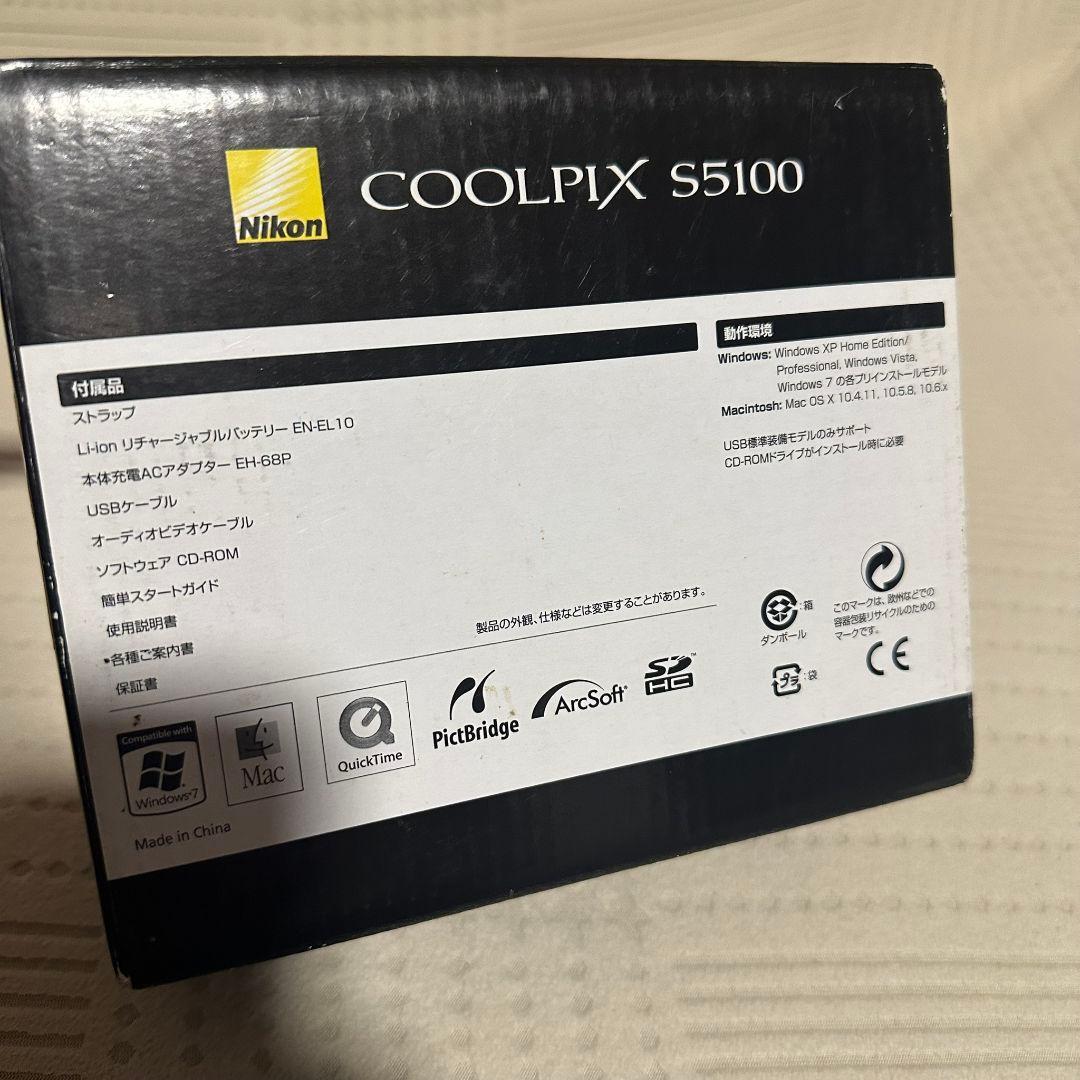 Nikon
COOLPIX S5100
付属品
ストラップ
Li-ion リチャージャブルバッテリー EN-EL10
本体充電ACアダプター EH-68P
USBケーブル
オーディオビデオケーブル
ソフトウェア CD-ROM
簡単スタートガイド
使用説明書
各種ご案内書
保証書
動作環境
Windows: Windows XP Home Edition/
Professional, Windows Vista,
Windows 7 の各プリインストールモデル
Macintosh: Mac OS X 10.4.11, 10.5.8, 10.6.x
USB標準装備モデルのみサポート
CD-ROMドライブがインストール時に必要
製品の外観、仕様などは変更することがあります。
Compatible with
Windows 7
Mac
QuickTime
PictBridge
ArcSoft®
SD HC™
:箱
ダンボール
プラ :袋
このマークは、欧州などでの
容器包装リサイクルのための
マークです。
CE
Made in China